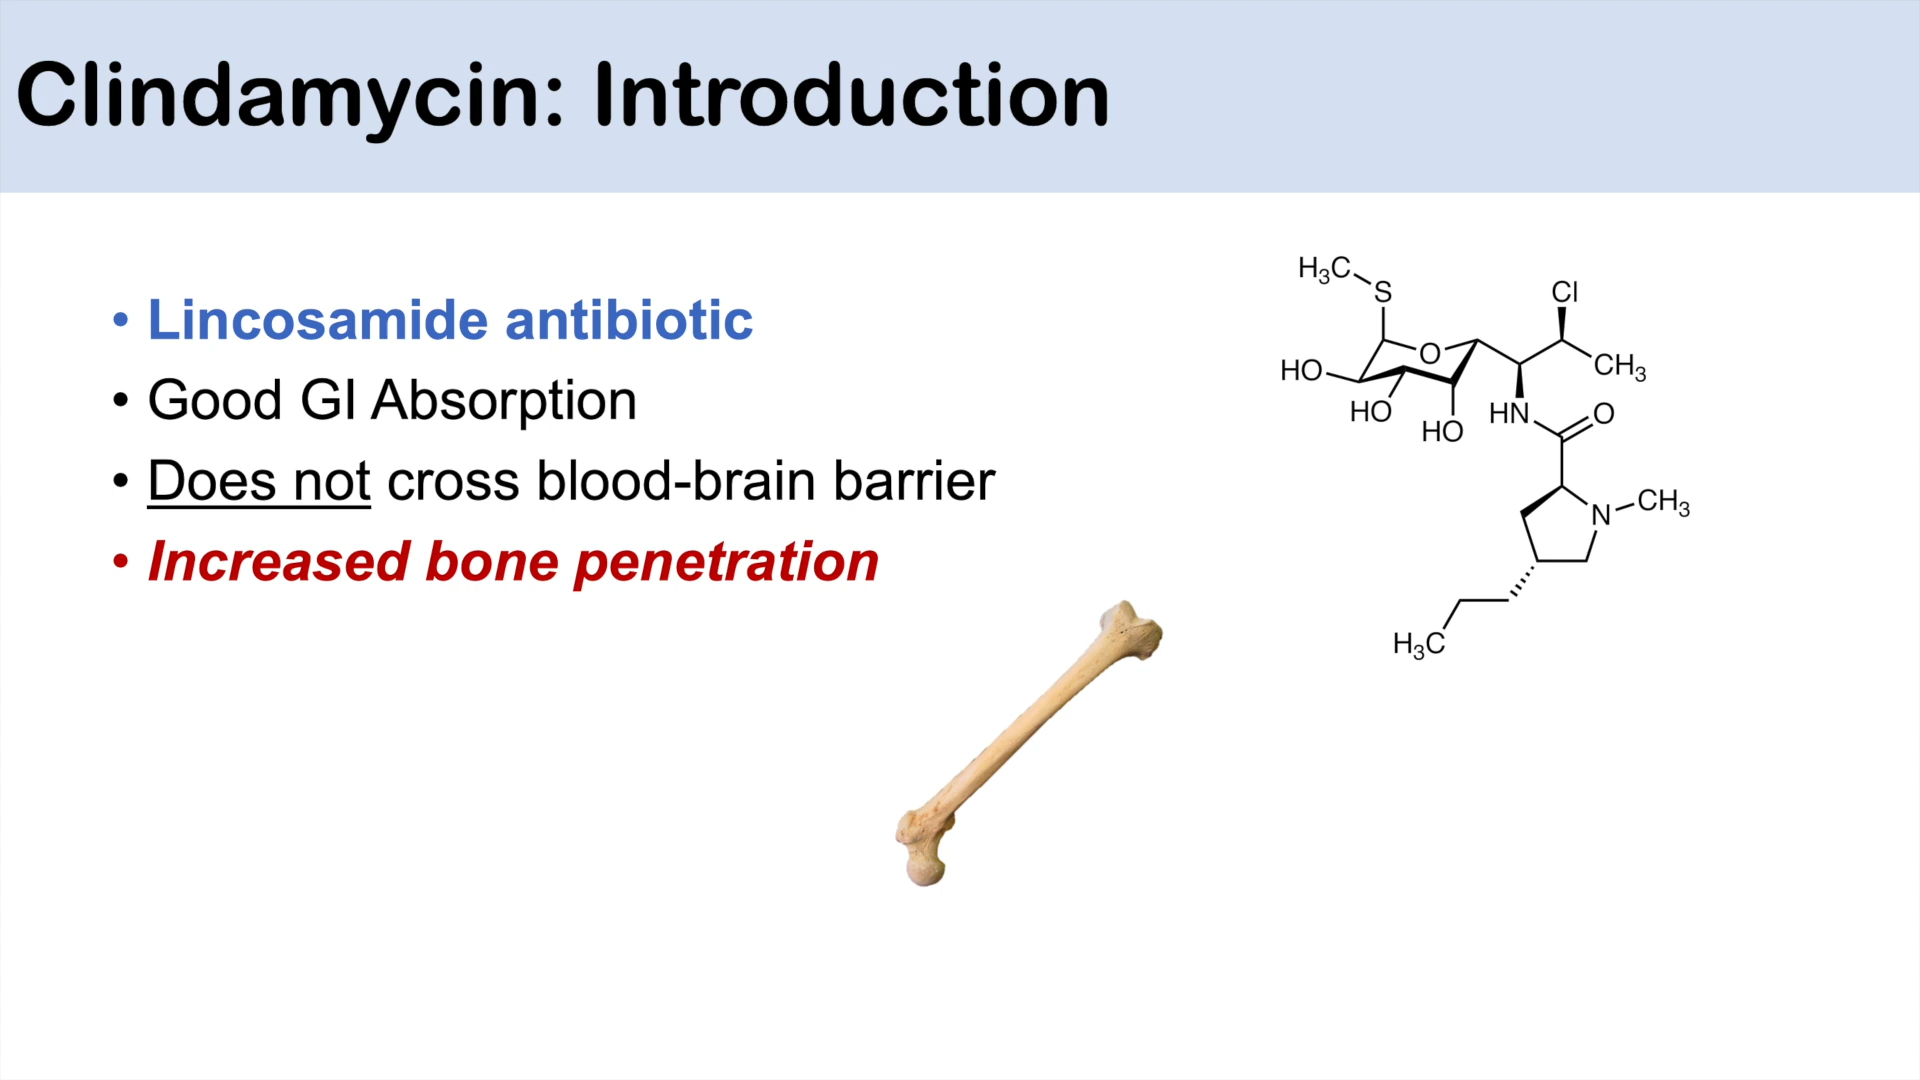 Clindamycin: Introduction
• Lincosamide antibiotic
• Good GI Absorption
• Does not cross blood-brain barrier
• Increased bone penetration
H₃C
S
Cl
O
HO
CH₃
HO
HO
HN
O
N
CH₃
H₃C